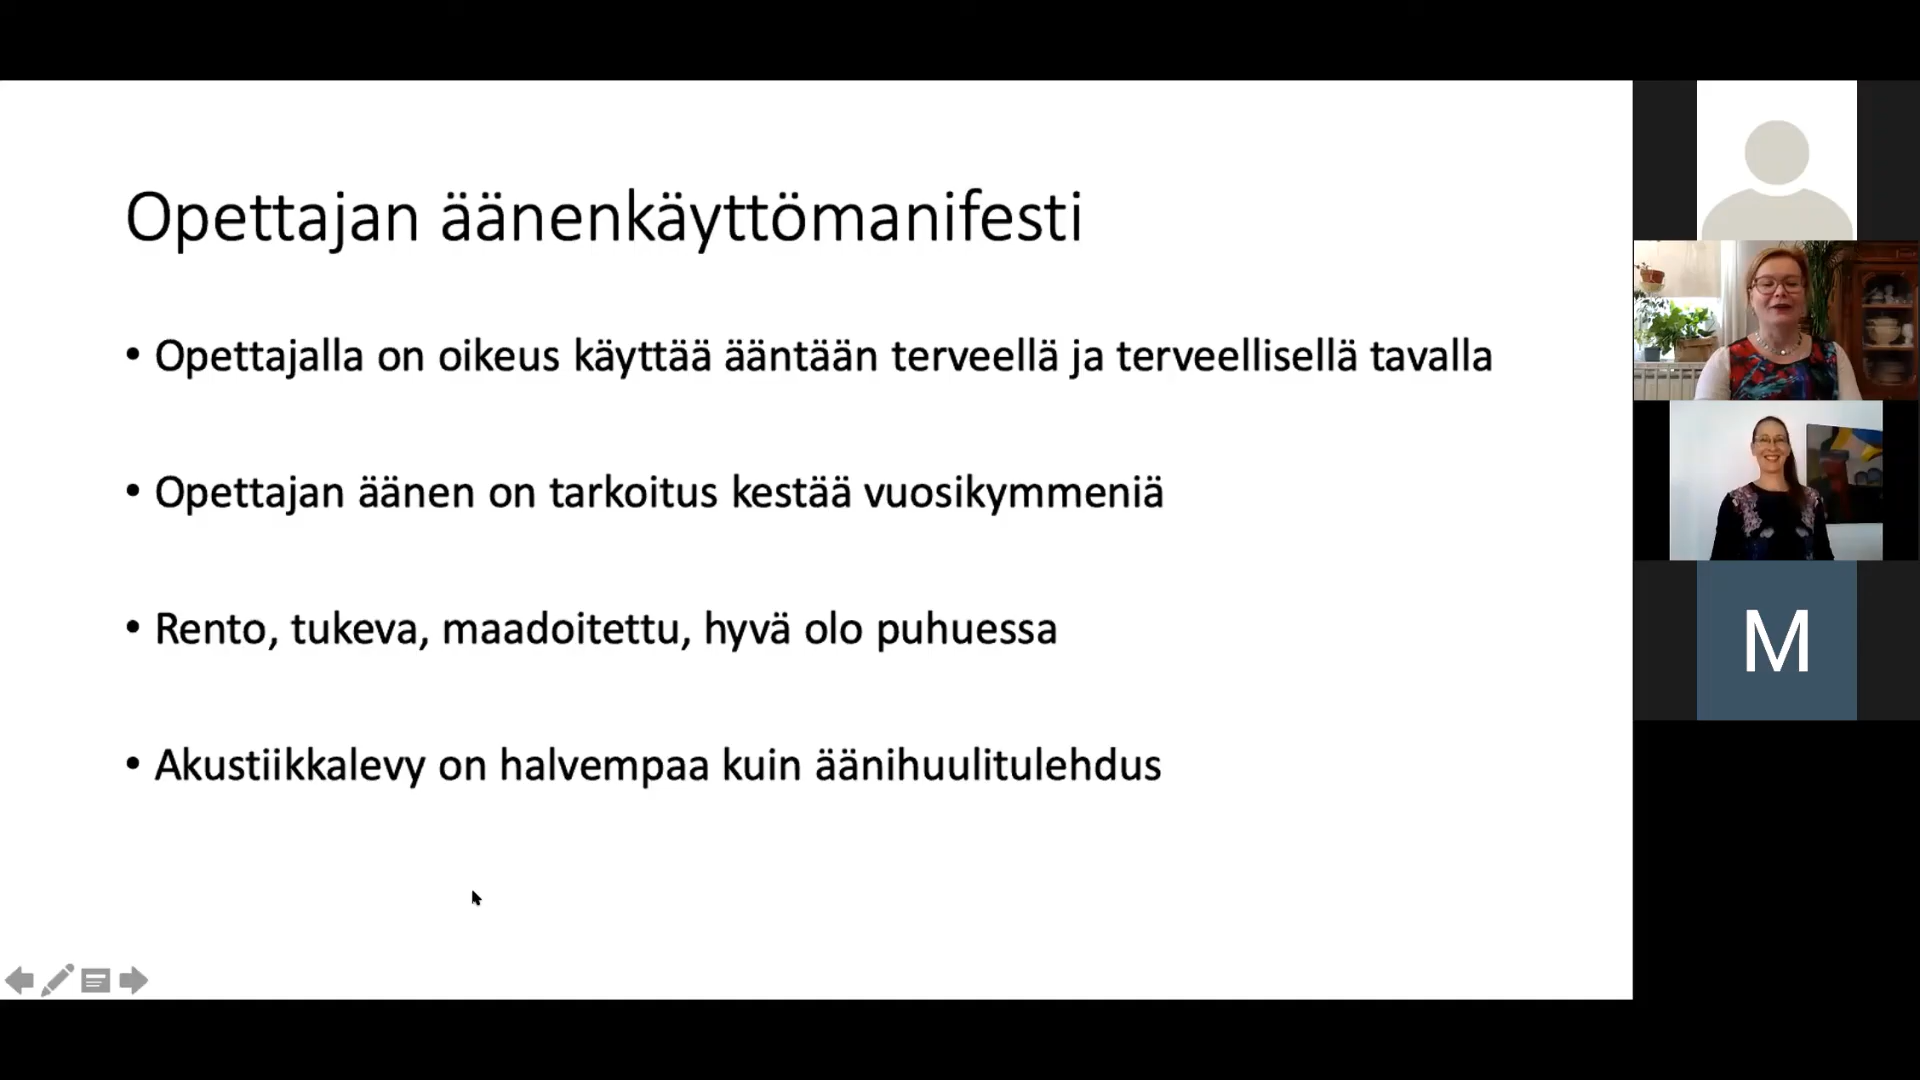 Opettajan äänenkäyttömanifesti
• Opettajalla on oikeus käyttää ääntään terveellä ja terveellisellä tavalla
• Opettajan äänen on tarkoitus kestää vuosikymmeniä
• Rento, tukeva, maadoitettu, hyvä olo puhuessa
• Akustiikkalevy on halvempaa kuin äänihuulitulehdus
M